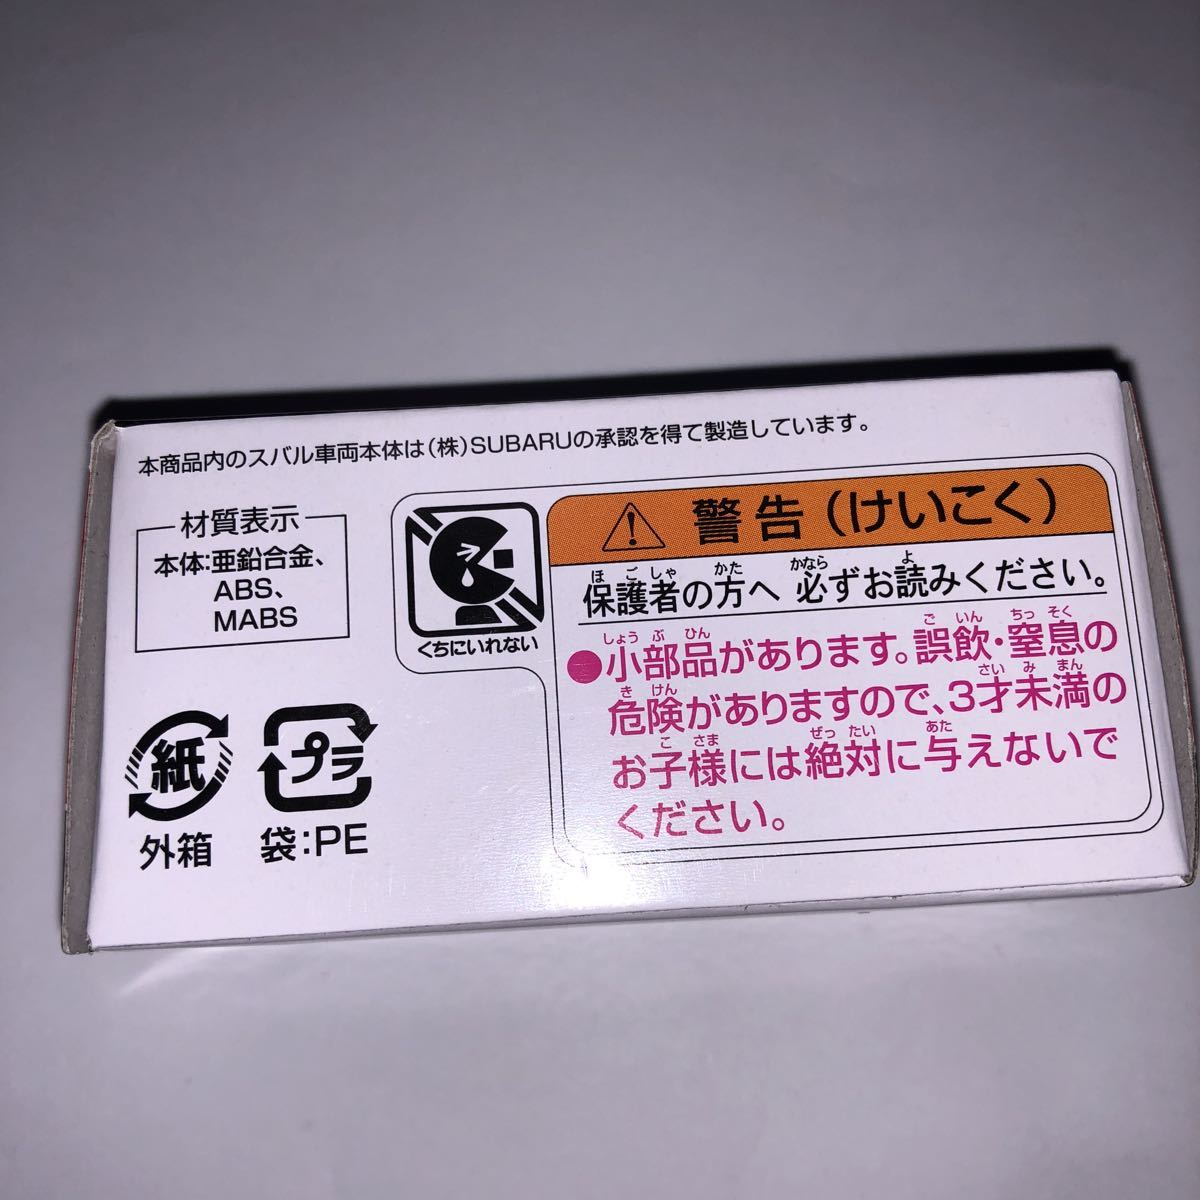 本商品内のスバル車両本体は(株)SUBARUの承認を得て製造しています。
材質表示
本体:亜鉛合金、
ABS、
MABS
くちにいれない
警告(けいこく)
ほごしゃ かた かなら よ
保護者の方へ 必ずお読みください。
しょうぶひん ごいん ちっそく
●小部品があります。誤飲・窒息の
きけん さいみまん
危険がありますので、3才未満の
こさま ぜったい あた
お子様には絶対に与えないで
ください。
紙
外箱
プラ
袋:PE